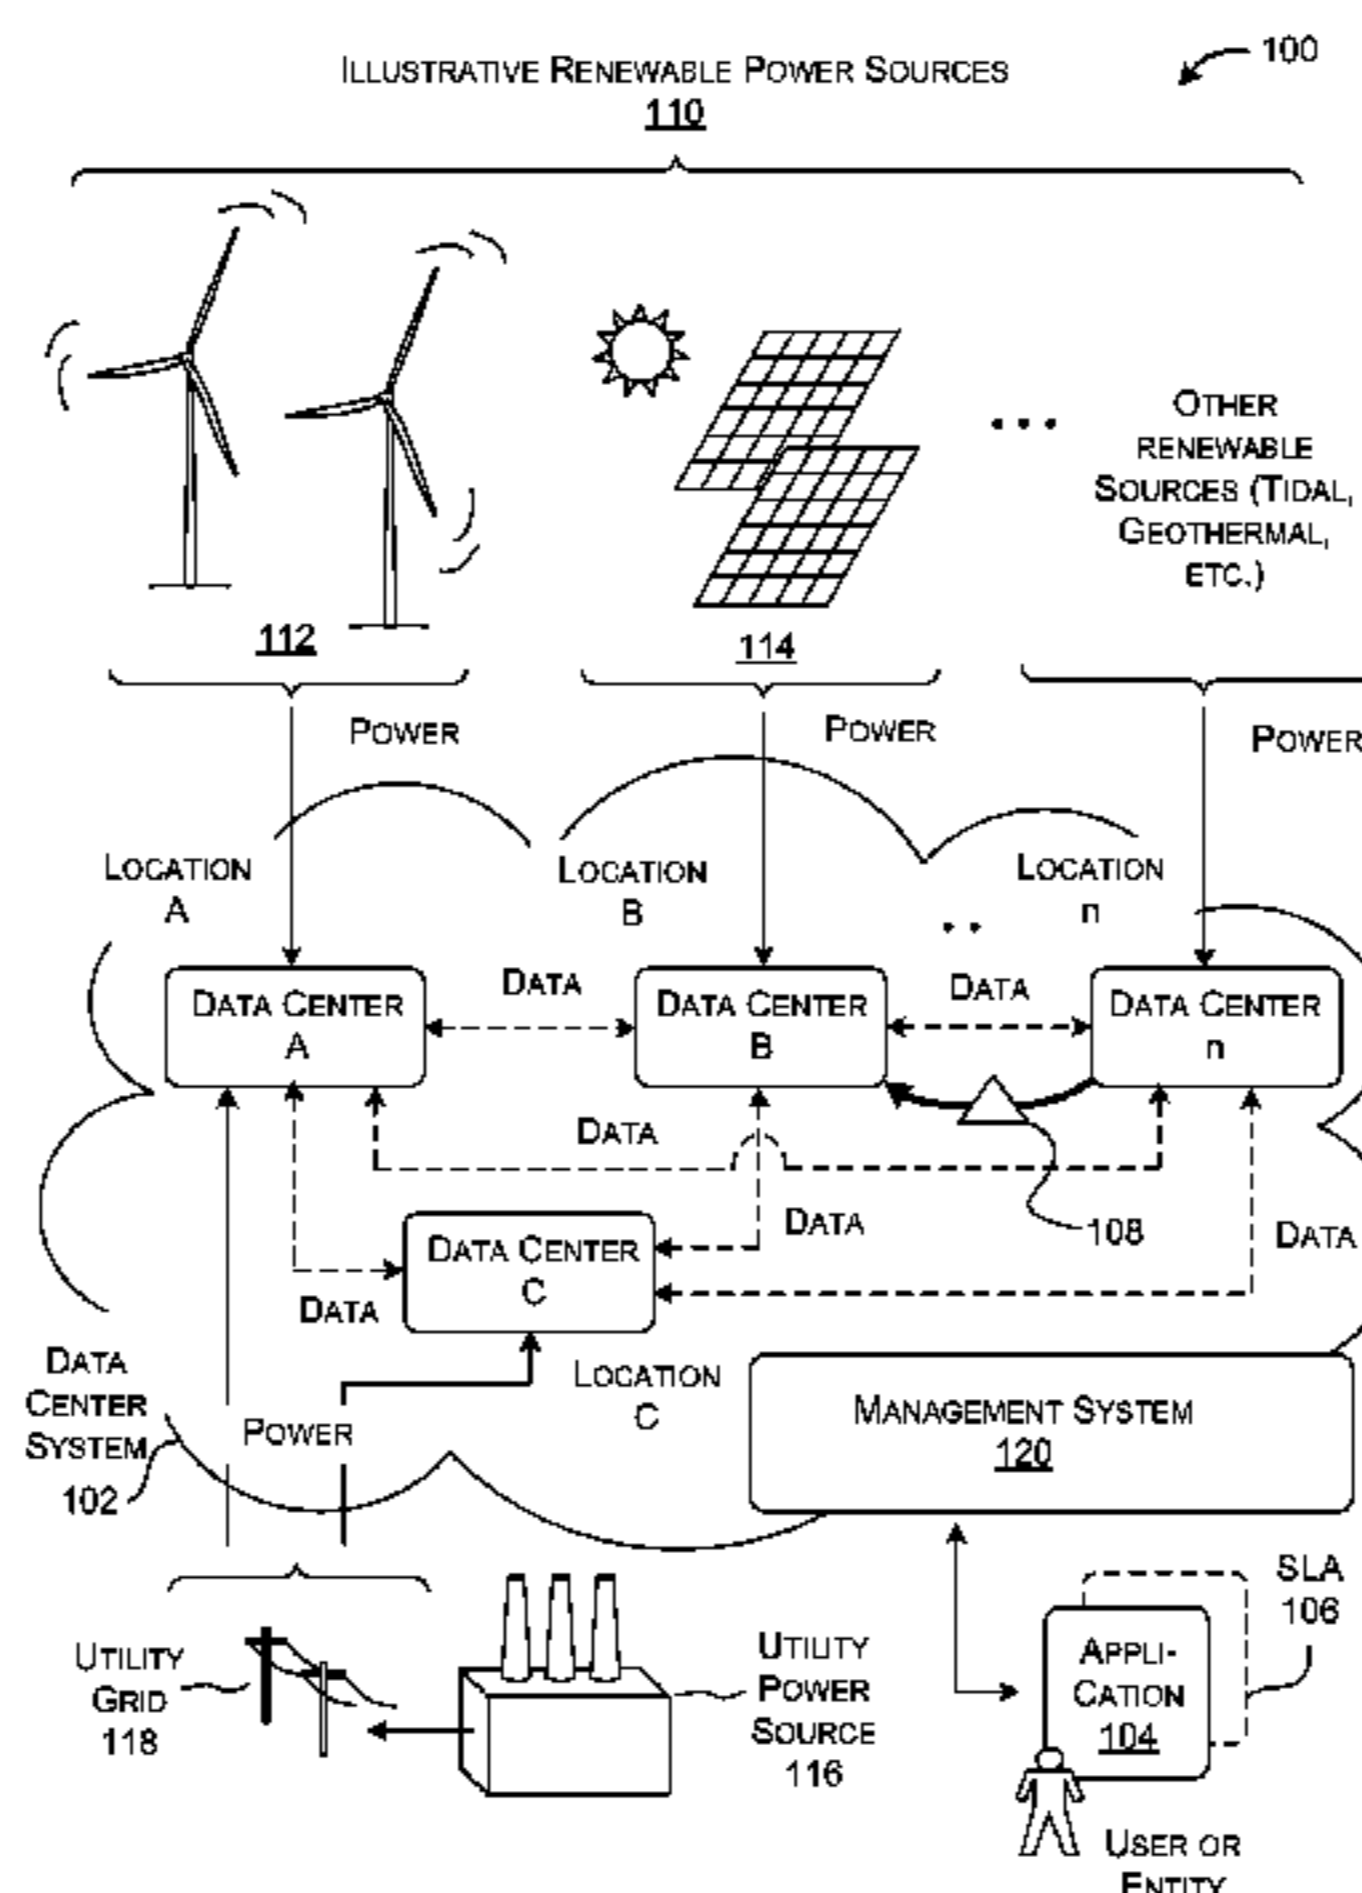 100
ILLUSTRATIVE RENEWABLE POWER SOURCES
110
OTHER
RENEWABLE
SOURCES (TIDAL,
GEOTHERMAL,
ETC.)
112
114
POWER
POWER
POWER
LOCATION
A
LOCATION
B
LOCATION
n
DATA CENTER
A
DATA
DATA CENTER
B
DATA
DATA CENTER
n
DATA
DATA
108
DATA
DATA CENTER
C
DATA
LOCATION
C
DATA
CENTER
SYSTEM
102
POWER
MANAGEMENT SYSTEM
120
SLA
106
APPLI-
CATION
104
UTILITY
GRID
118
UTILITY
POWER
SOURCE
116
USER OR
ENTITY